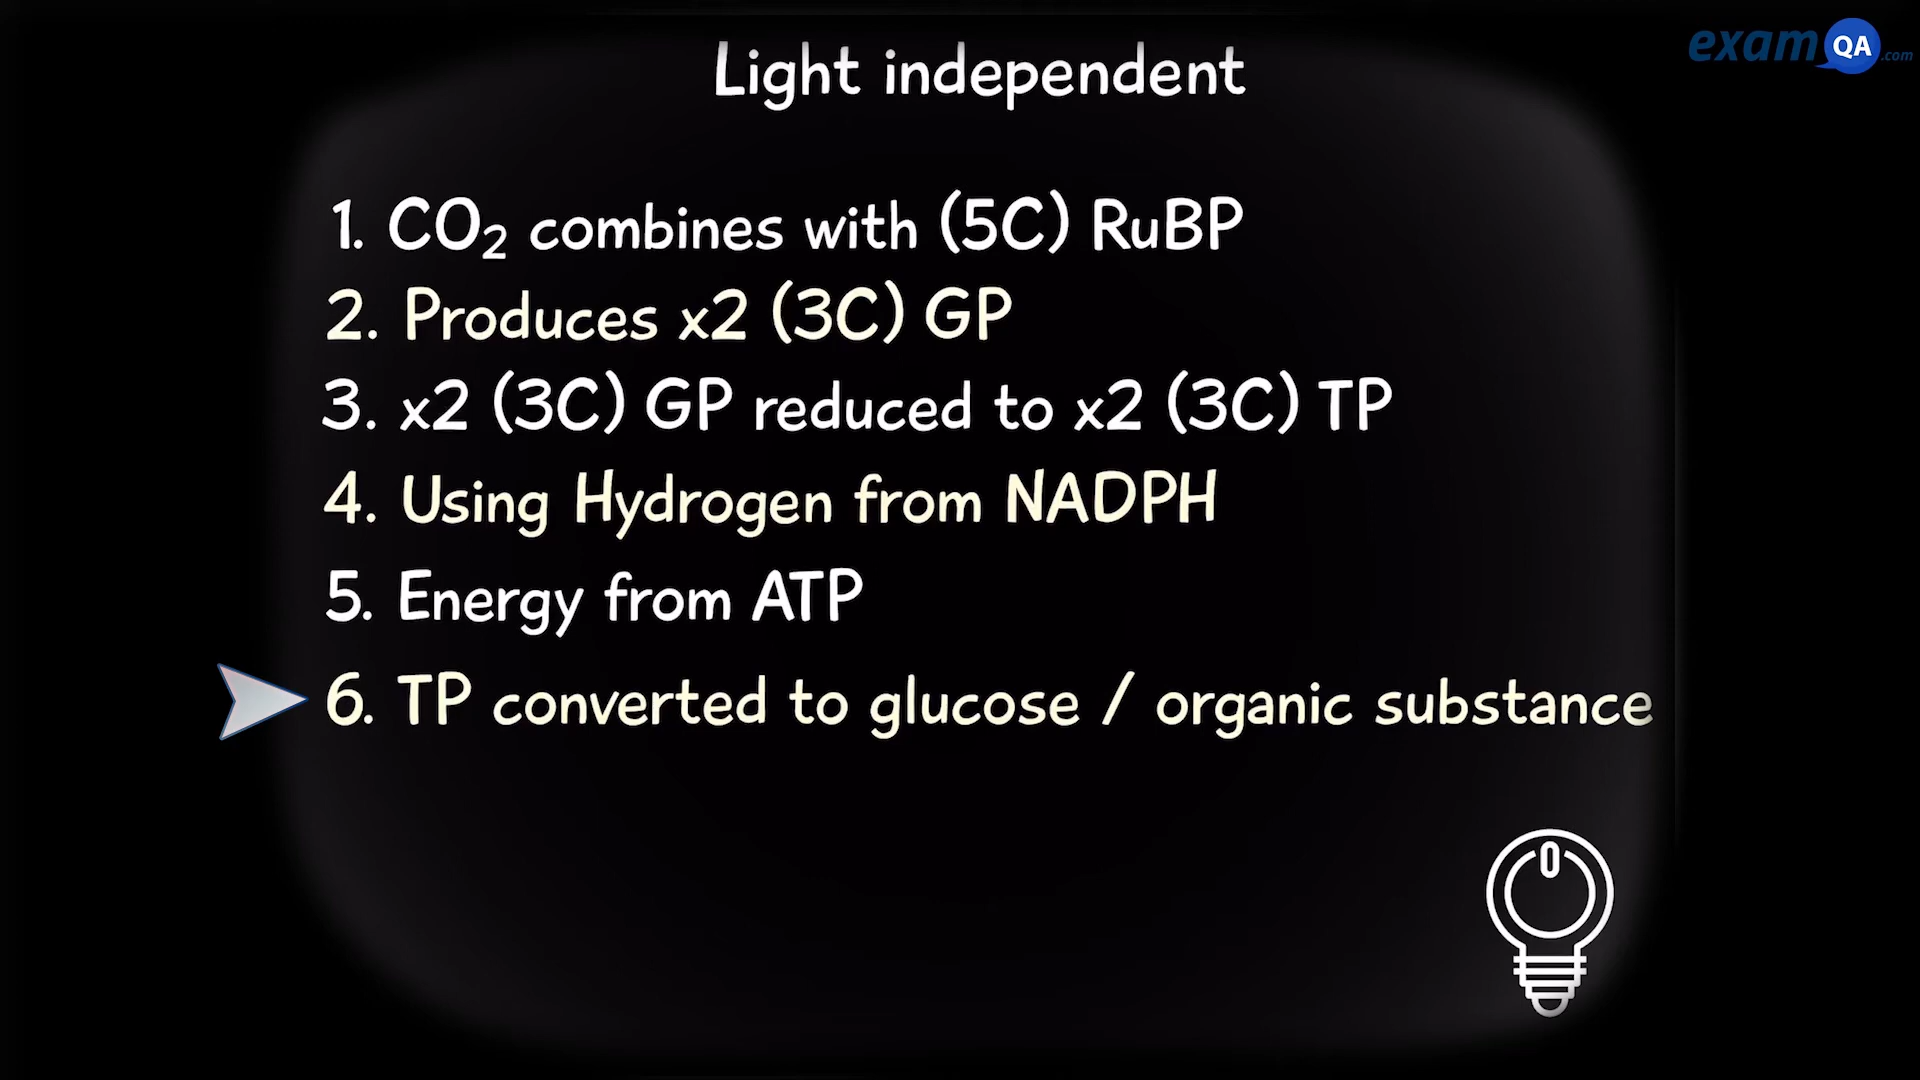 examQA.com
Light independent
1. CO₂ combines with (5C) RuBP
2. Produces x2 (3C) GP
3. x2 (3C) GP reduced to x2 (3C) TP
4. Using Hydrogen from NADPH
5. Energy from ATP
6. TP converted to glucose / organic substance